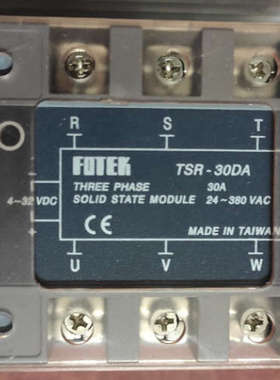 R S T
FOTEK TSR-30DA
THREE PHASE 30A
4~32 VDC SOLID STATE MODULE 24~380 VAC
CE MADE IN TAIWAN
U V W